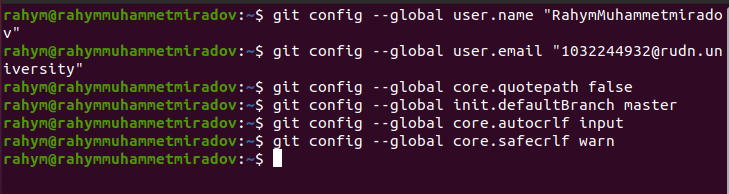 rahym@rahymmuhammetmiradov:~$ git config --global user.name "RahymMuhammetmirado
v"
rahym@rahymmuhammetmiradov:~$ git config --global user.email "1032244932@rudn.un
iversity"
rahym@rahymmuhammetmiradov:~$ git config --global core.quotepath false
rahym@rahymmuhammetmiradov:~$ git config --global init.defaultBranch master
rahym@rahymmuhammetmiradov:~$ git config --global core.autocrlf input
rahym@rahymmuhammetmiradov:~$ git config --global core.safecrlf warn
rahym@rahymmuhammetmiradov:~$